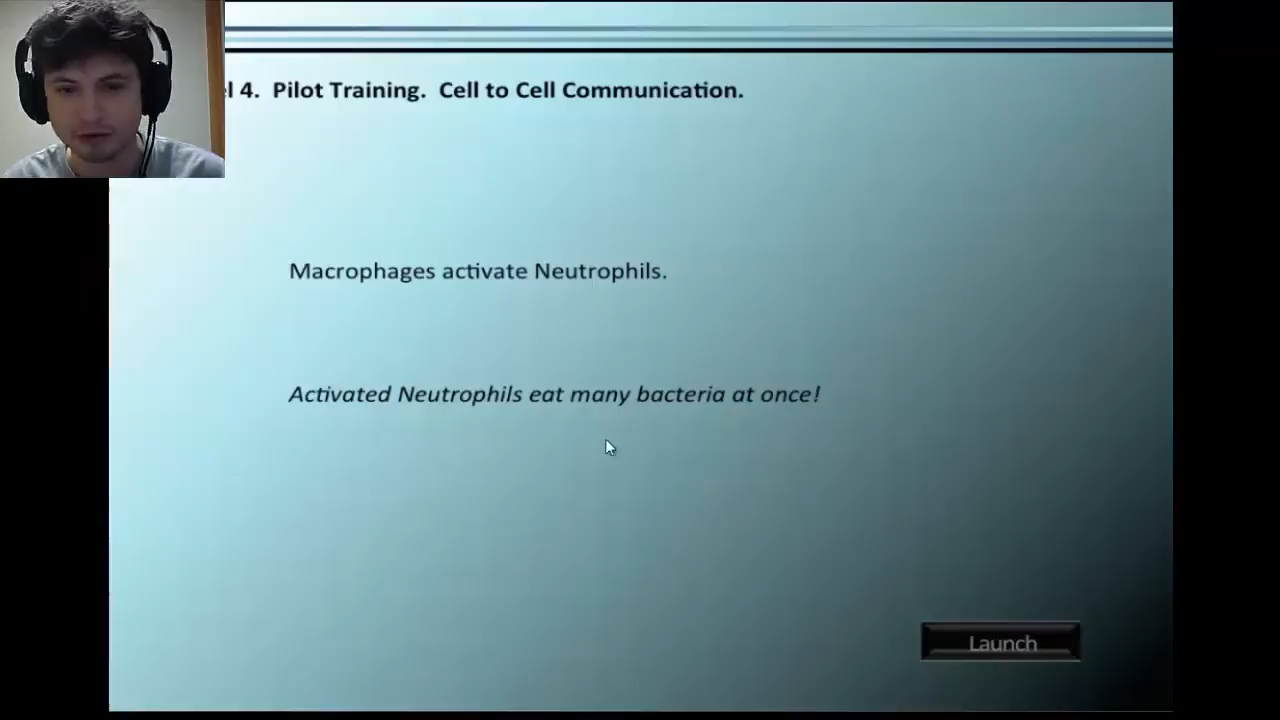 l 4. Pilot Training. Cell to Cell Communication.
Macrophages activate Neutrophils.
Activated Neutrophils eat many bacteria at once!
Launch